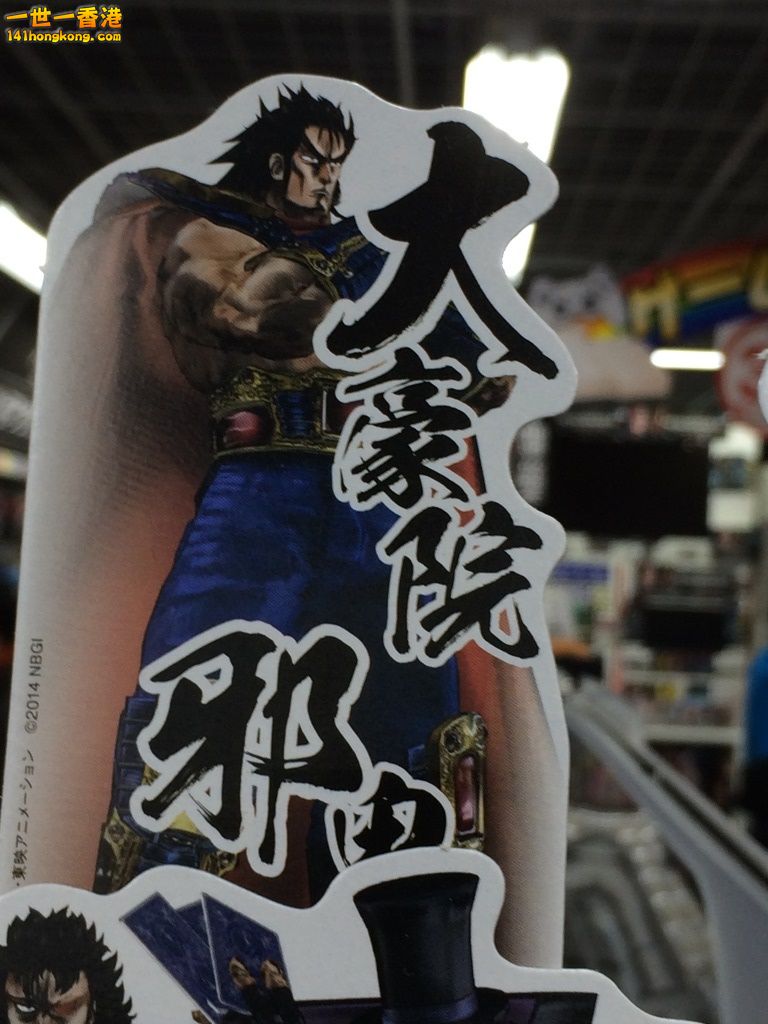 一世一香港
141hongkong.com
大豪院
邪鬼
・東映アニメーション ©2014 NBGI